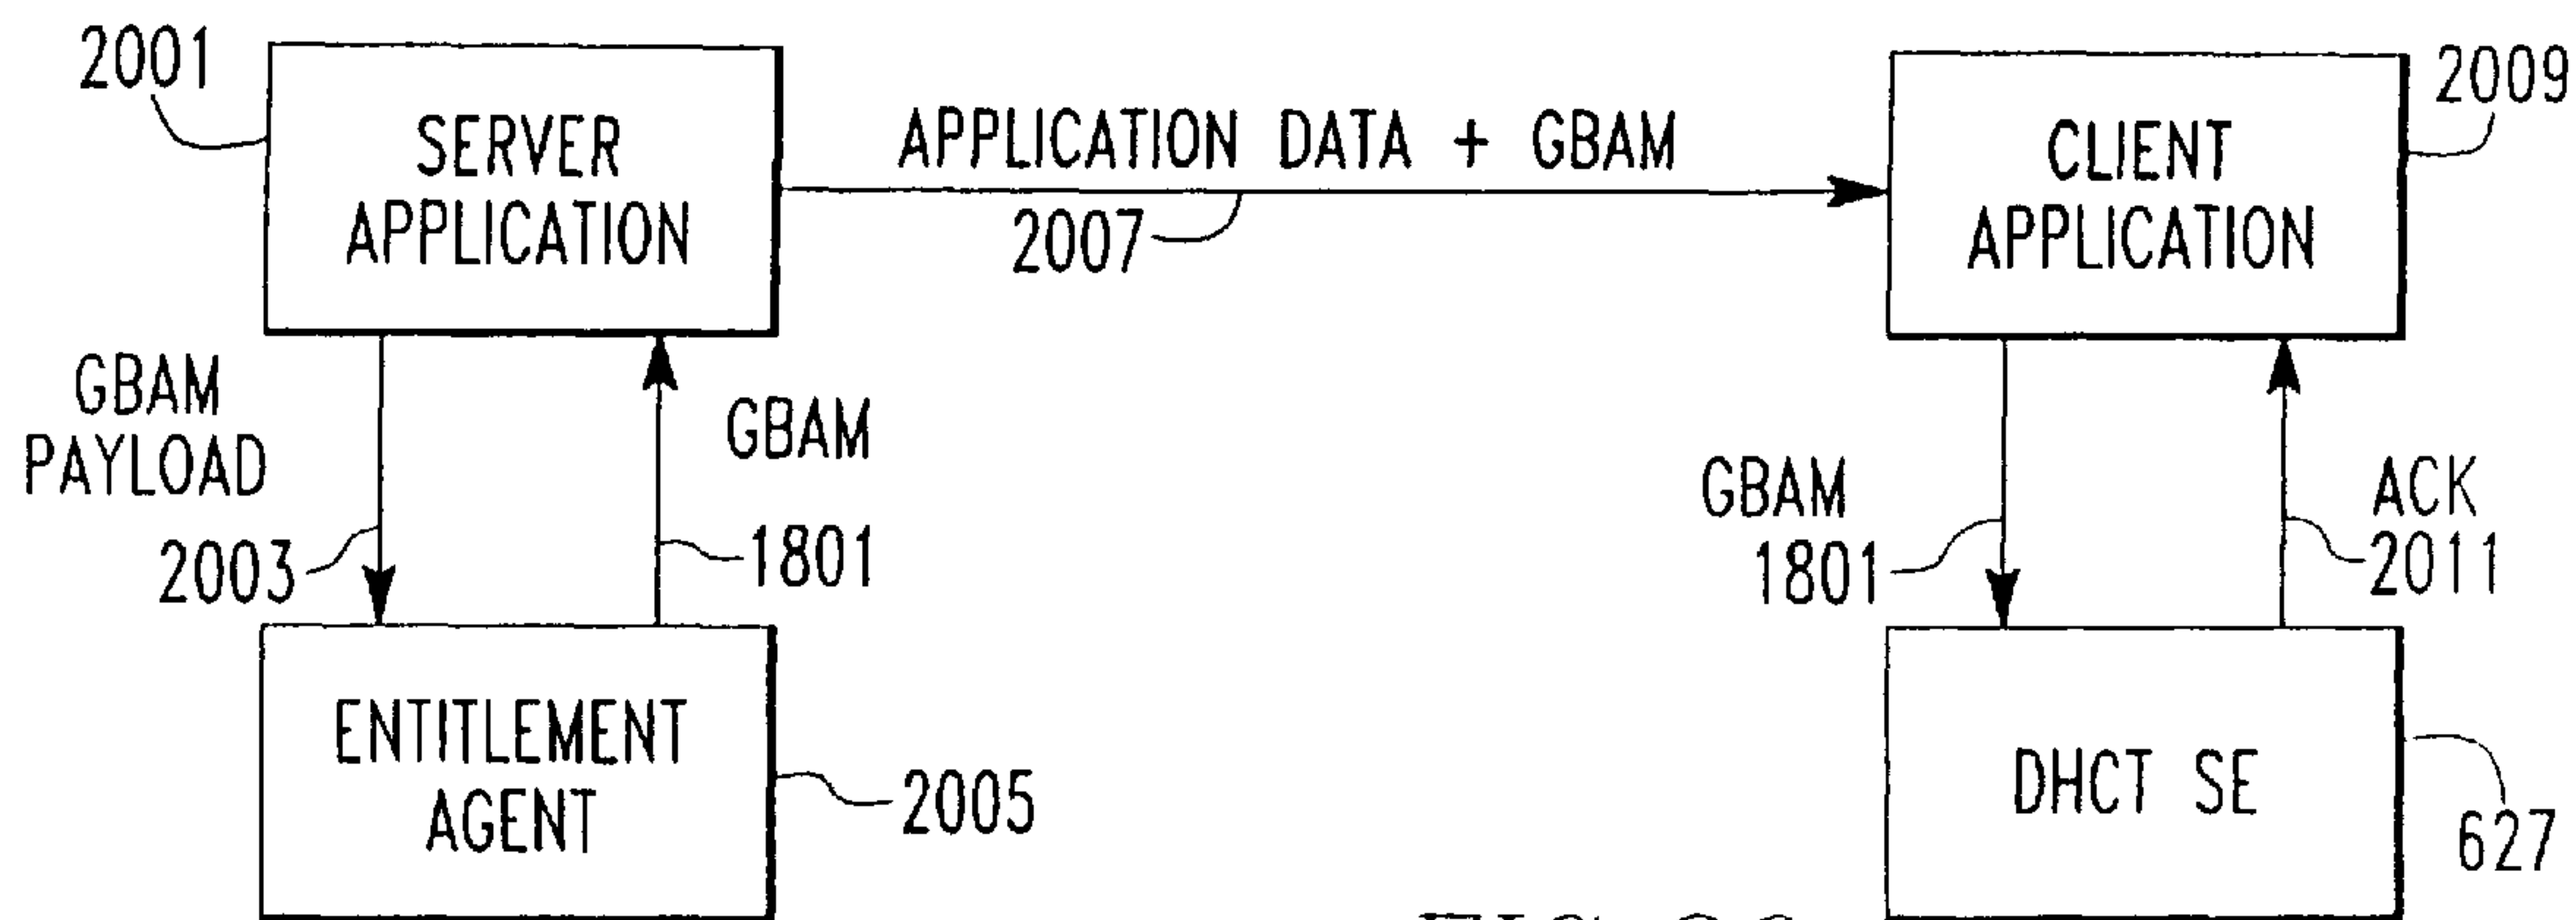 2001
SERVER
APPLICATION
APPLICATION DATA + GBAM
2007
CLIENT
APPLICATION
2009
GBAM
PAYLOAD
2003
GBAM
1801
GBAM
1801
ACK
2011
ENTITLEMENT
AGENT
2005
DHCT SE
627